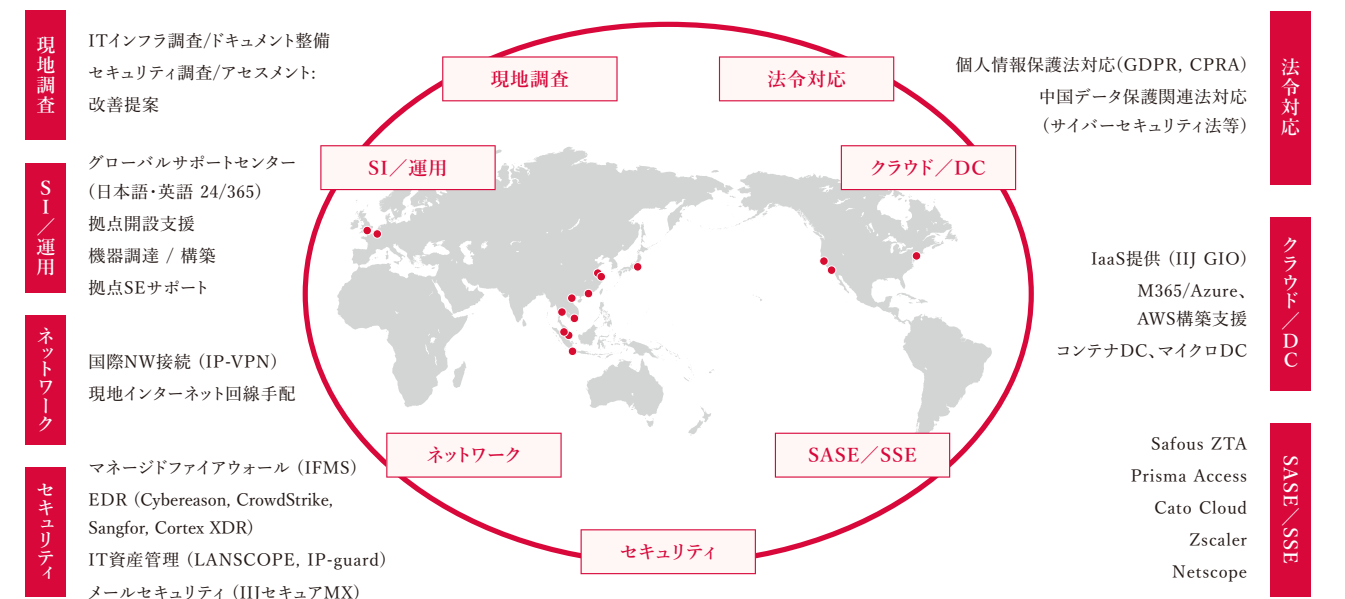 現地調査
ITインフラ調査/ドキュメント整備
セキュリティ調査/アセスメント:
改善提案
SI／運用
グローバルサポートセンター
(日本語・英語 24/365)
拠点開設支援
機器調達 / 構築
拠点SEサポート
ネットワーク
国際NW接続 (IP-VPN)
現地インターネット回線手配
セキュリティ
マネージドファイアウォール (IFMS)
EDR (Cybereason, CrowdStrike,
Sangfor, Cortex XDR)
IT資産管理 (LANSCOPE, IP-guard)
メールセキュリティ (IIJセキュアMX)
現地調査
法令対応
SI／運用
クラウド／DC
ネットワーク
SASE／SSE
セキュリティ
法令対応
個人情報保護法対応(GDPR, CPRA)
中国データ保護関連法対応
(サイバーセキュリティ法等)
クラウド／DC
IaaS提供 (IIJ GIO)
M365/Azure、
AWS構築支援
コンテナDC、マイクロDC
SASE／SSE
Safous ZTA
Prisma Access
Cato Cloud
Zscaler
Netscope